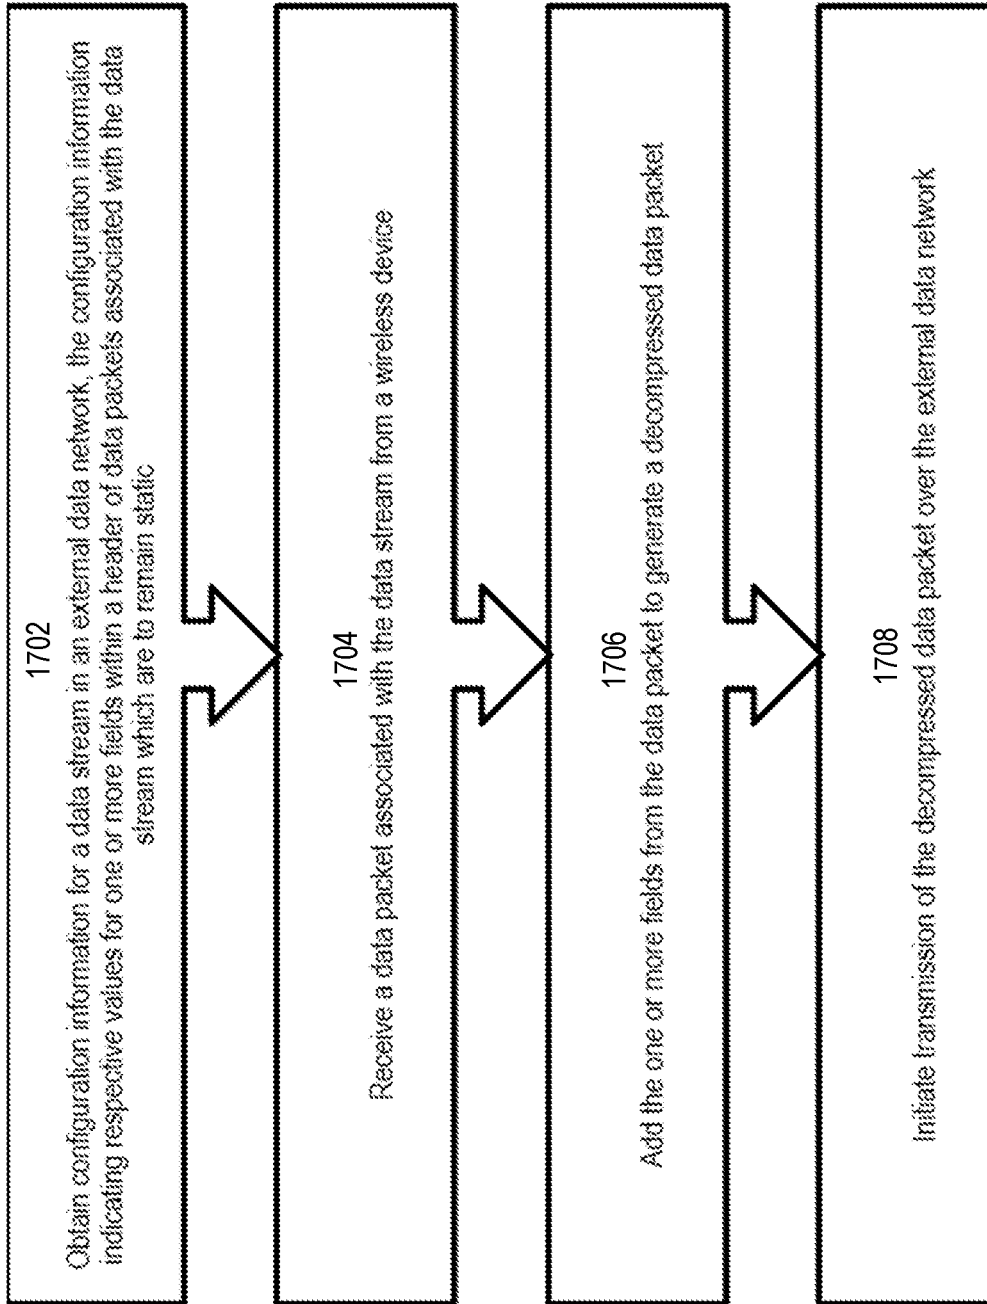 1702
Obtain configuration information for a data stream in an external data network, the configuration information
indicating respective values for one or more fields within a header of data packets associated with the data
stream which are to remain static
1704
Receive a data packet associated with the data stream from a wireless device
1706
Add the one or more fields from the data packet to generate a decompressed data packet
1708
Initiate transmission of the decompressed data packet over the external data network